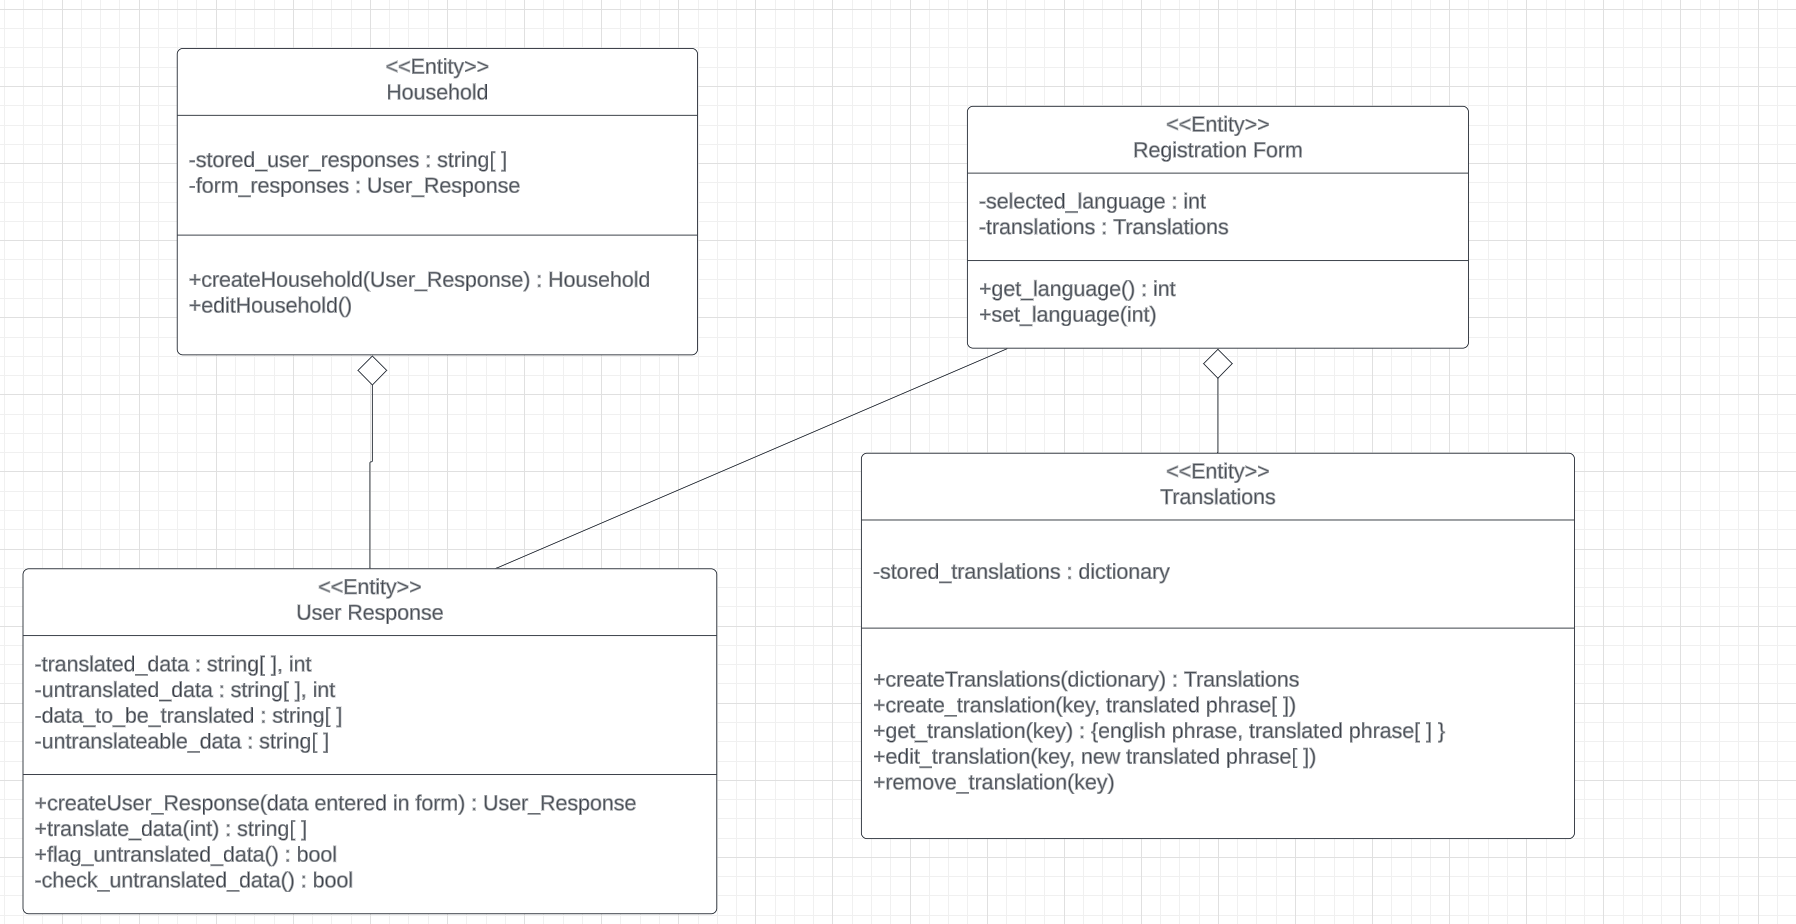 <<Entity>>
Household
-stored_user_responses : string[ ]
-form_responses : User_Response
+createHousehold(User_Response) : Household
+editHousehold()
<<Entity>>
Registration Form
-selected_language : int
-translations : Translations
+get_language() : int
+set_language(int)
<<Entity>>
User Response
-translated_data : string[ ], int
-untranslated_data : string[ ], int
-data_to_be_translated : string[ ]
-untranslateable_data : string[ ]
+createUser_Response(data entered in form) : User_Response
+translate_data(int) : string[ ]
+flag_untranslated_data() : bool
-check_untranslated_data() : bool
<<Entity>>
Translations
-stored_translations : dictionary
+createTranslations(dictionary) : Translations
+create_translation(key, translated phrase[ ])
+get_translation(key) : {english phrase, translated phrase[ ] }
+edit_translation(key, new translated phrase[ ])
+remove_translation(key)